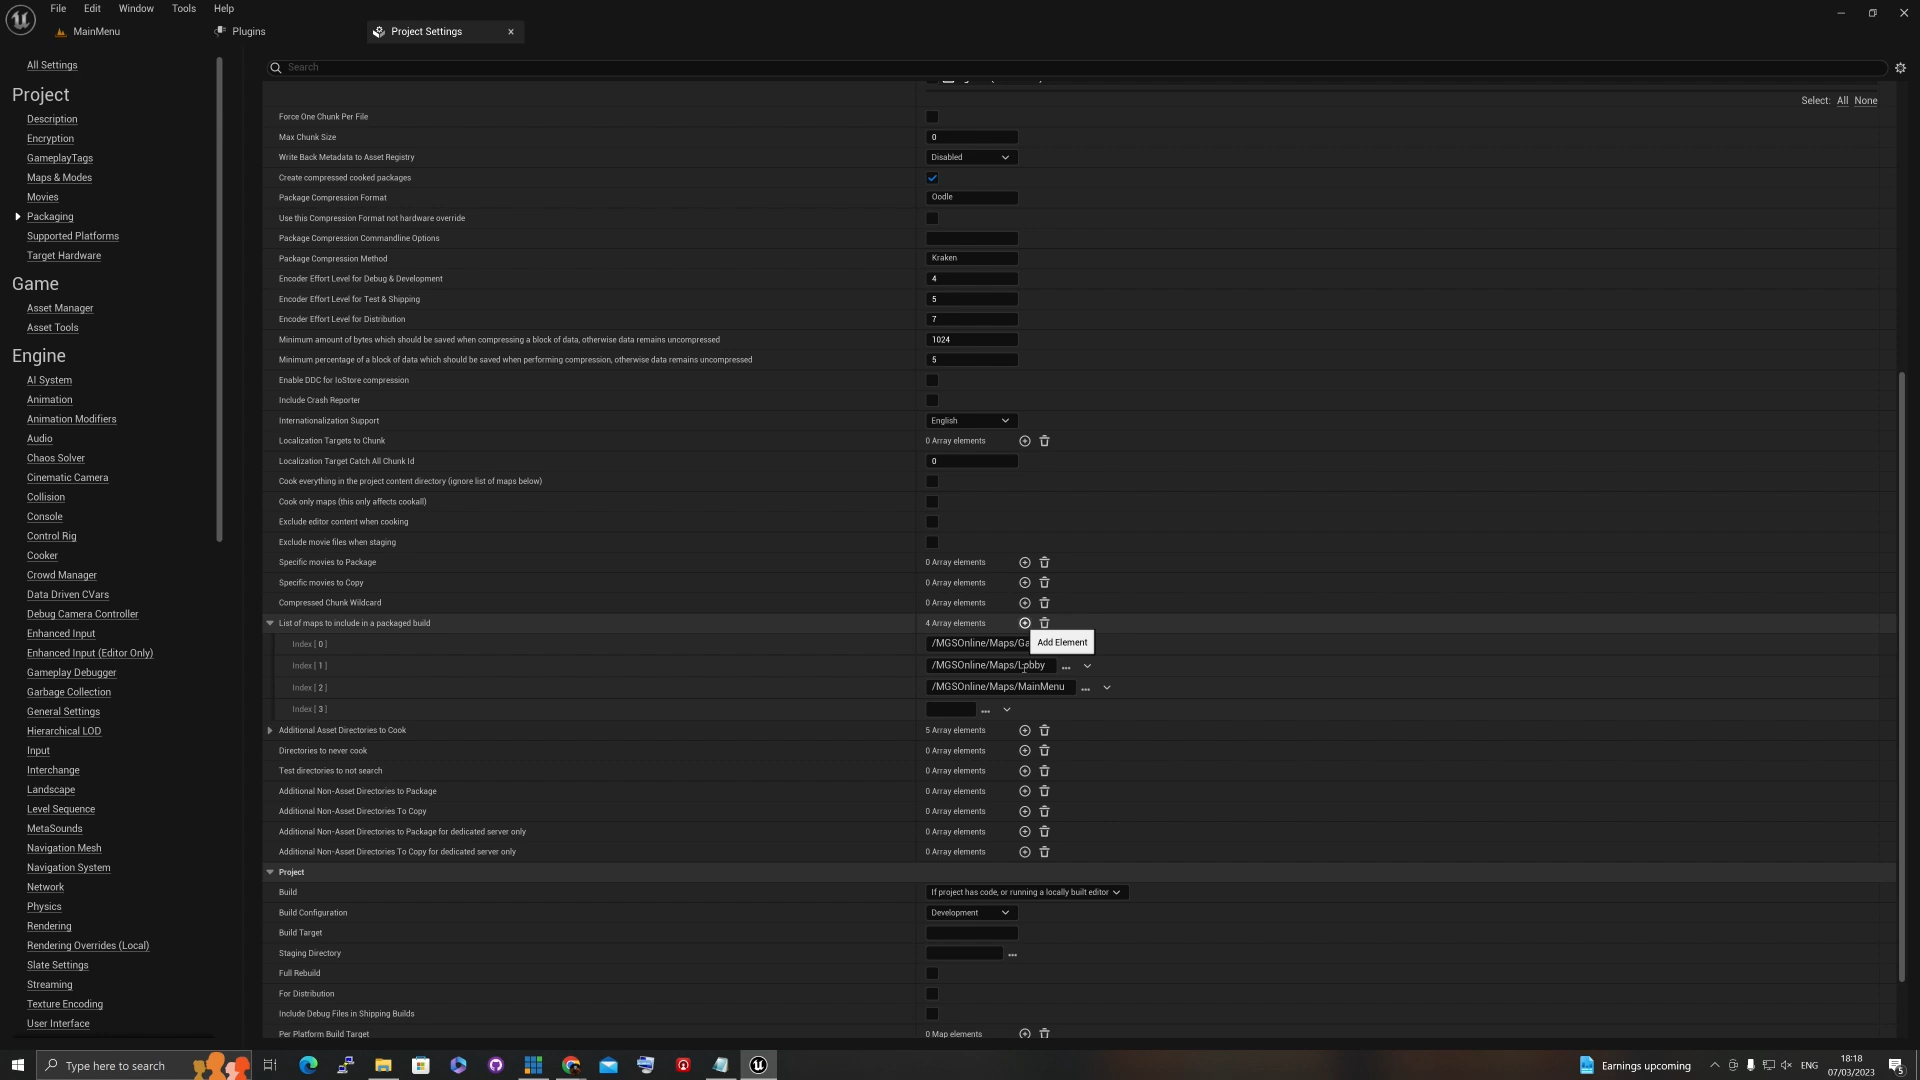 File Edit Window Tools Help
MainMenu Plugins Project Settings
All Settings
Search
Project
Select: All None
Description
Force One Chunk Per File
Encryption
Max Chunk Size 0
GameplayTags
Write Back Metadata to Asset Registry Disabled
Maps & Modes
Create compressed cooked packages
Movies
Package Compression Format Oodle
Packaging
Use this Compression Format not hardware override
Supported Platforms
Package Compression Commandline Options
Target Hardware
Package Compression Method Kraken
Game
Encoder Effort Level for Debug & Development 4
Asset Manager
Encoder Effort Level for Test & Shipping 5
Asset Tools
Encoder Effort Level for Distribution 7
Engine
Minimum amount of bytes which should be saved when compressing a block of data, otherwise data remains uncompressed 1024
Minimum percentage of a block of data which should be saved when performing compression, otherwise data remains uncompressed 5
AI System
Enable DDC for IoStore compression
Animation
Include Crash Reporter
Animation Modifiers
Internationalization Support English
Audio
Localization Targets to Chunk 0 Array elements
Chaos Solver
Localization Target Catch All Chunk Id 0
Cinematic Camera
Cook everything in the project content directory (ignore list of maps below)
Collision
Cook only maps (this only affects cookall)
Console
Exclude editor content when cooking
Control Rig
Exclude movie files when staging
Cooker
Specific movies to Package 0 Array elements
Crowd Manager
Specific movies to Copy 0 Array elements
Data Driven CVars
Compressed Chunk Wildcard 0 Array elements
Debug Camera Controller
List of maps to include in a packaged build 4 Array elements
Enhanced Input
Index [ 0 ] /MGSOnline/Maps/Ga Add Element
Enhanced Input (Editor Only)
Index [ 1 ] /MGSOnline/Maps/Lobby ...
Gameplay Debugger
Index [ 2 ] /MGSOnline/Maps/MainMenu ...
Garbage Collection
Index [ 3 ] ...
General Settings
Additional Asset Directories to Cook 5 Array elements
Hierarchical LOD
Directories to never cook 0 Array elements
Input
Test directories to not search 0 Array elements
Interchange
Additional Non-Asset Directories to Package 0 Array elements
Landscape
Additional Non-Asset Directories To Copy 0 Array elements
Level Sequence
Additional Non-Asset Directories to Package for dedicated server only 0 Array elements
MetaSounds
Additional Non-Asset Directories To Copy for dedicated server only 0 Array elements
Navigation Mesh
Project
Navigation System
Build If project has code, or running a locally built editor
Network
Build Configuration Development
Physics
Build Target
Rendering
Staging Directory ...
Rendering Overrides (Local)
Full Rebuild
Slate Settings
For Distribution
Streaming
Include Debug Files in Shipping Builds
Texture Encoding
Per Platform Build Target 0 Map elements
User Interface
Type here to search
Earnings upcoming ENG 18:18
07/03/2023
5